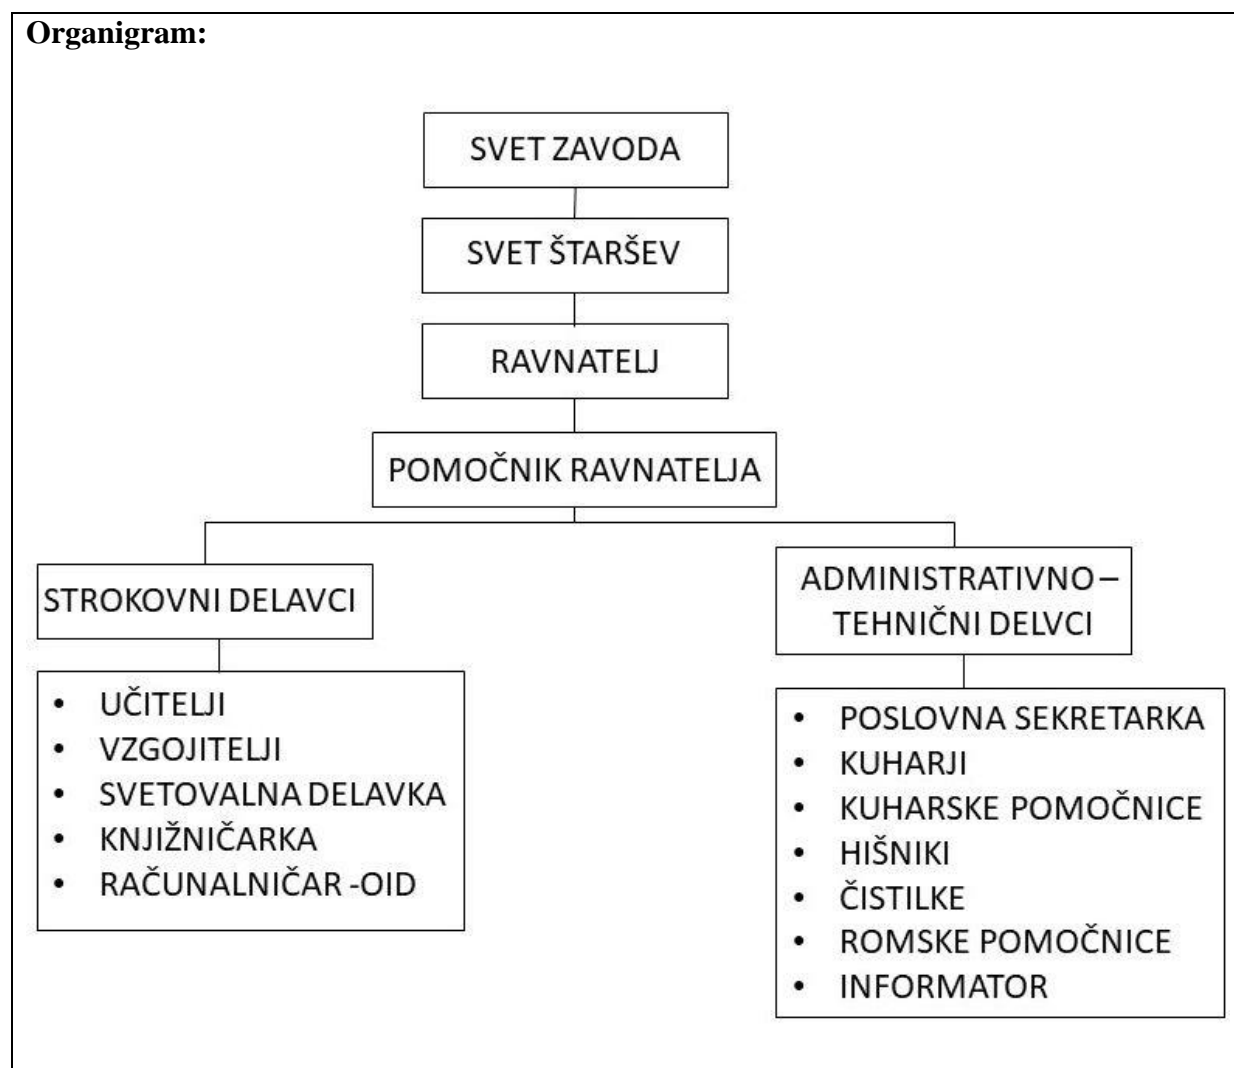 Organigram:
SVET ZAVODA
SVET ŠTARŠEV
RAVNATELJ
POMOČNIK RAVNATELJA
STROKOVNI DELAVCI
• UČITELJI
• VZGOJITELJI
• SVETOVALNA DELAVKA
• KNJIŽNIČARKA
• RAČUNALNIČAR -OID
ADMINISTRATIVNO –
TEHNIČNI DELVCI
• POSLOVNA SEKRETARKA
• KUHARJI
• KUHARSKE POMOČNICE
• HIŠNIKI
• ČISTILKE
• ROMSKE POMOČNICE
• INFORMATOR